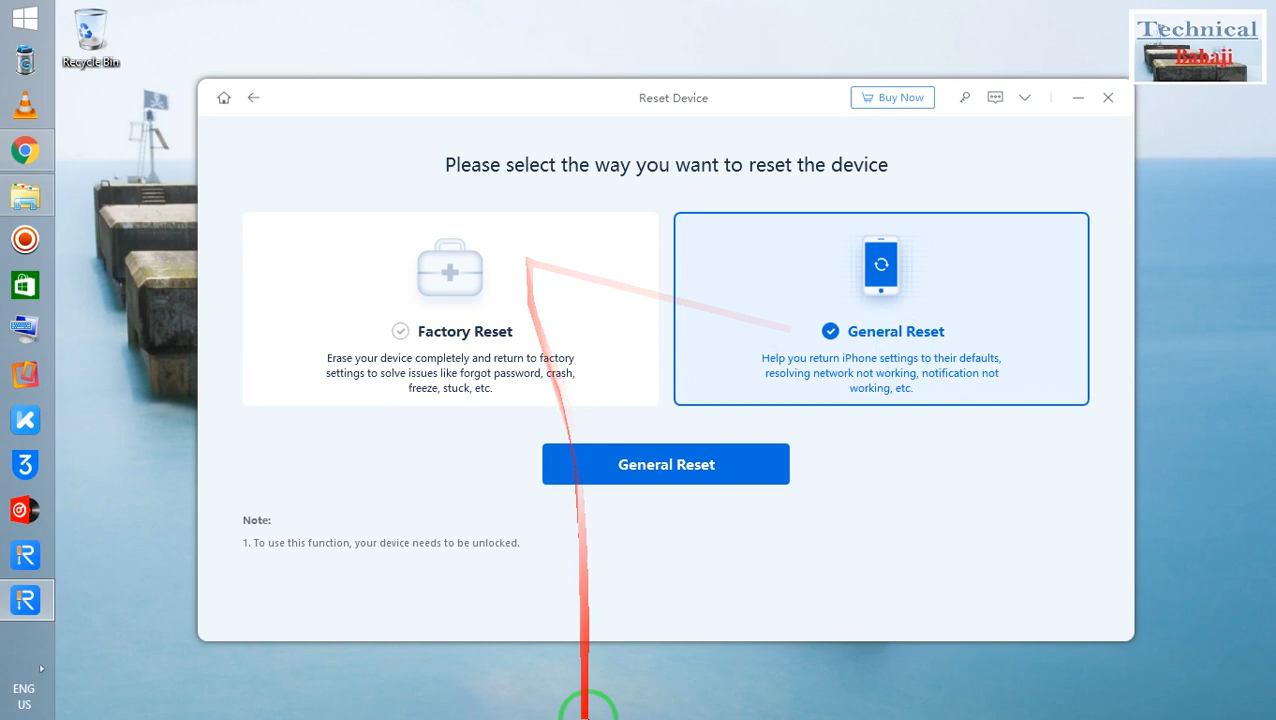 Technical
Babaji
Recycle Bin
Reset Device
Buy Now
Please select the way you want to reset the device
Factory Reset
Erase your device completely and return to factory
settings to solve issues like forgot password, crash,
freeze, stuck, etc.
General Reset
Help you return iPhone settings to their defaults,
resolving network not working, notification not
working, etc.
General Reset
Note:
1. To use this function, your device needs to be unlocked.
ENG
US